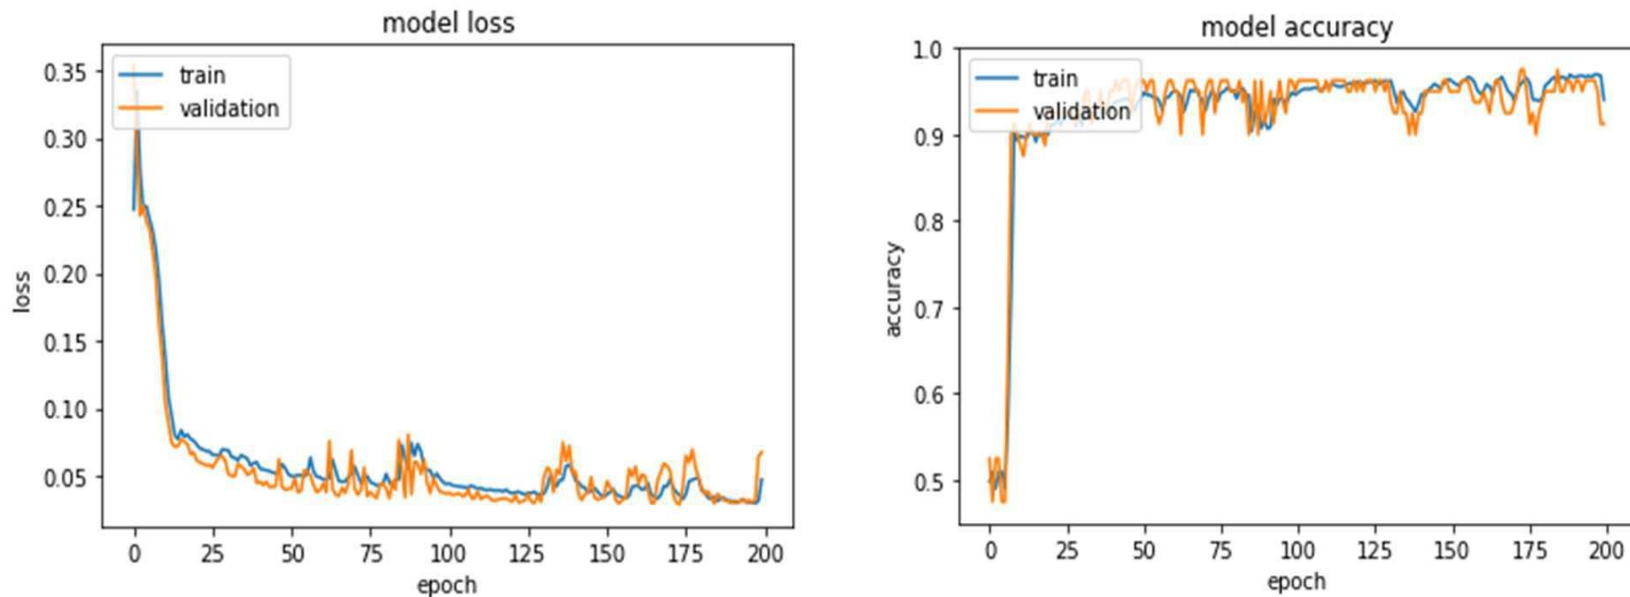 model loss
train
validation
0.35
0.30
0.25
0.20
0.15
0.10
0.05
loss
0 25 50 75 100 125 150 175 200
epoch
model accuracy
train
validation
1.0
0.9
0.8
0.7
0.6
0.5
accuracy
0 25 50 75 100 125 150 175 200
epoch